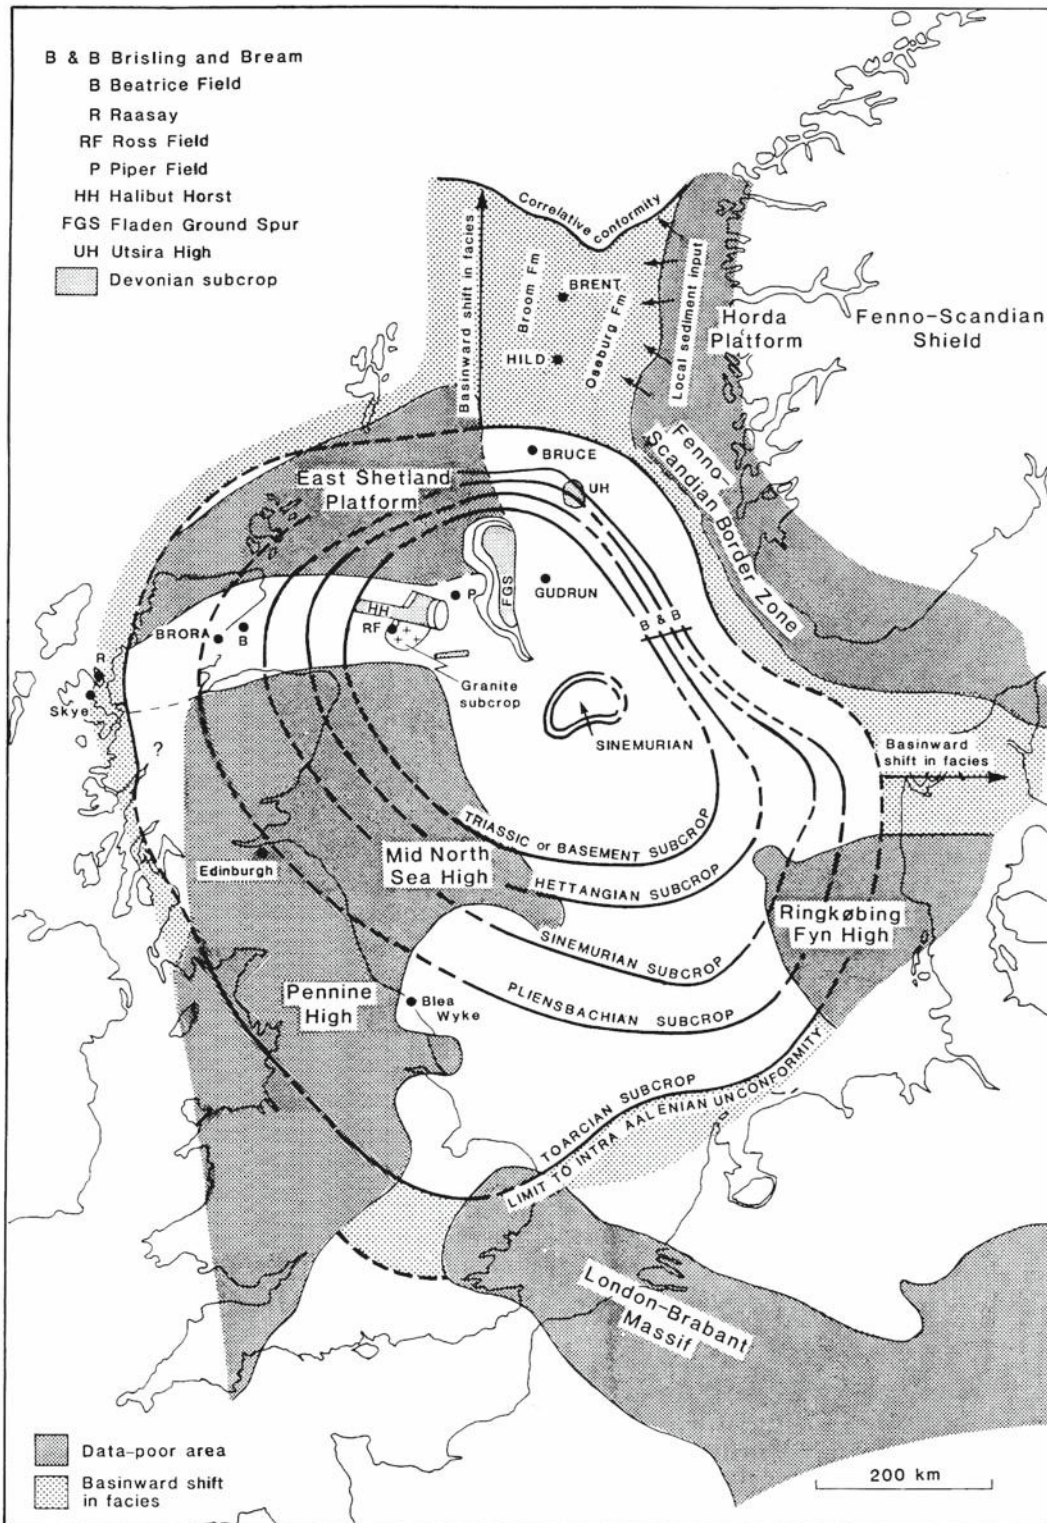 B & B Brisling and Bream
B Beatrice Field
R Raasay
RF Ross Field
P Piper Field
HH Halibut Horst
FGS Fladen Ground Spur
UH Utsira High
Devonian subcrop
Correlative conformity
Basinward shift in facies
Broom Fm
BRENT
Oseburg Fm
HILD
Local sediment input
Horda
Platform
Fenno-Scandian
Shield
BRUCE
UH
Fenno-
Scandian Border Zone
East Shetland
Platform
FGS
GUDRUN
P
HH
RF
B & B
BRORA
B
R
Skye
Granite
subcrop
SINEMURIAN
?
Basinward
shift in facies
TRIASSIC or BASEMENT SUBCROP
Edinburgh
Mid North
Sea High
HETTANGIAN SUBCROP
Ringkøbing
Fyn High
SINEMURIAN SUBCROP
PLIENSBACHIAN SUBCROP
Pennine
High
Blea
Wyke
TOARCIAN SUBCROP
LIMIT TO INTRA AALENIAN UNCONFORMITY
London-Brabant
Massif
Data-poor area
Basinward shift
in facies
200 km